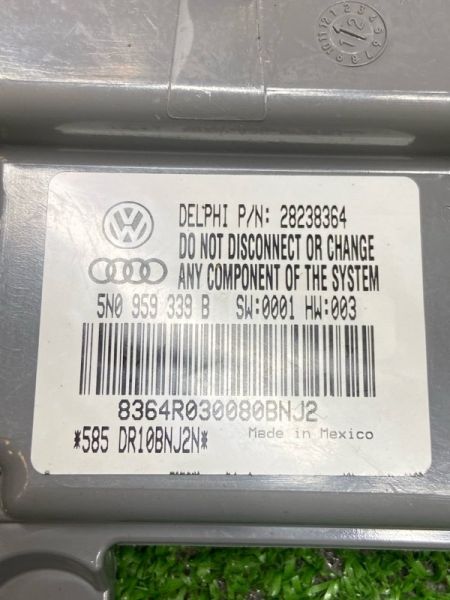 DELPHI P/N: 28238364
DO NOT DISCONNECT OR CHANGE
ANY COMPONENT OF THE SYSTEM
5N0 959 339 B SW:0001 HW:003
8364R030080BNJ2
*585 DR10BNJ2N*
Made in Mexico